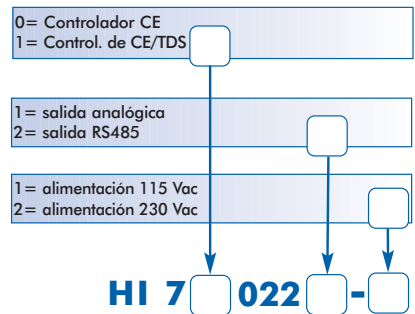 0= Controlador CE
1= Control. de CE/TDS
1= salida analógica
2= salida RS485
1= alimentación 115 Vac
2= alimentación 230 Vac
HI 7 022 -